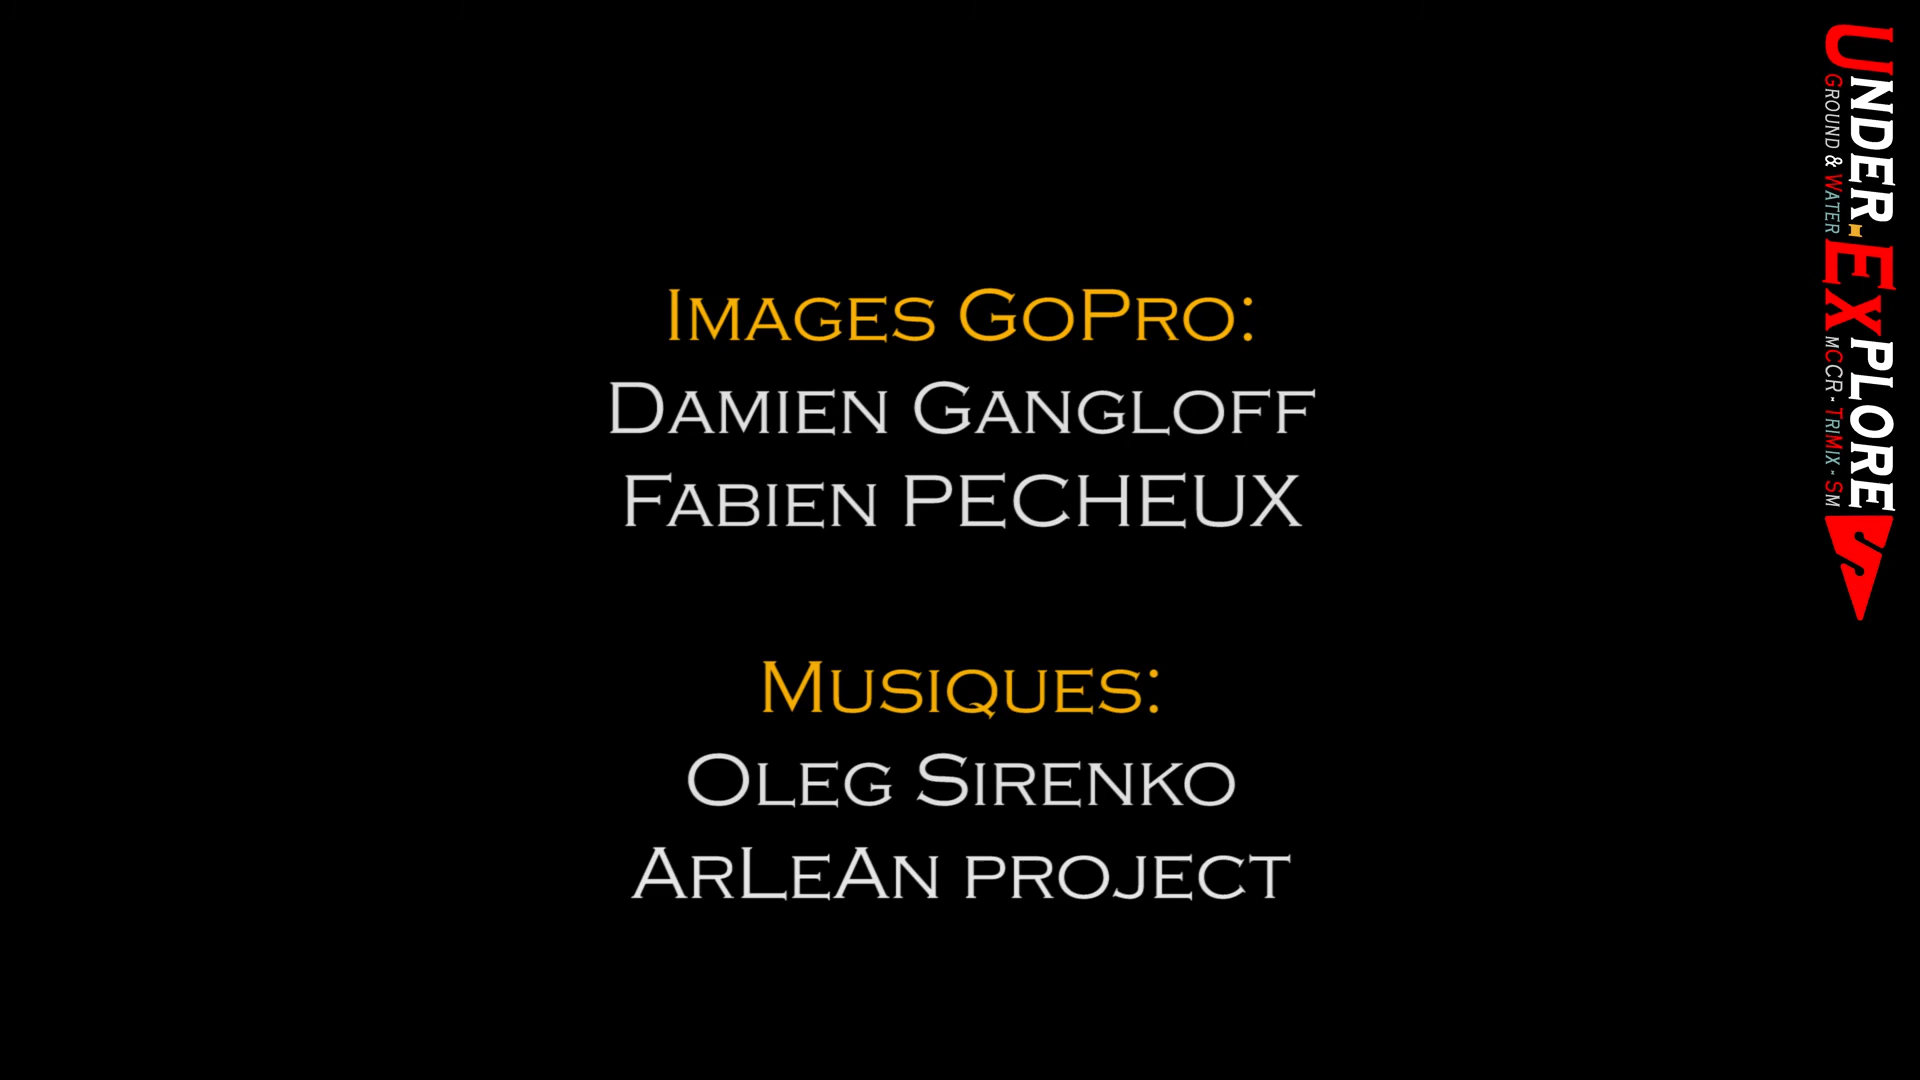 Images GoPro:
Damien Gangloff
Fabien PECHEUX
Musiques:
Oleg Sirenko
ArLeAn project
Under-Explore
Ground & Water
mCCR - TriMix - Sm